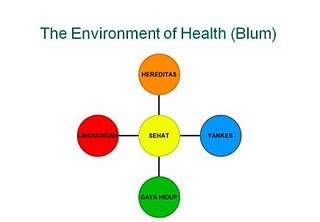 The Environment of Health (Blum)
HEREDITAS
LINGKUNGAN
SEHAT
YANKES
GAYA HIDUP